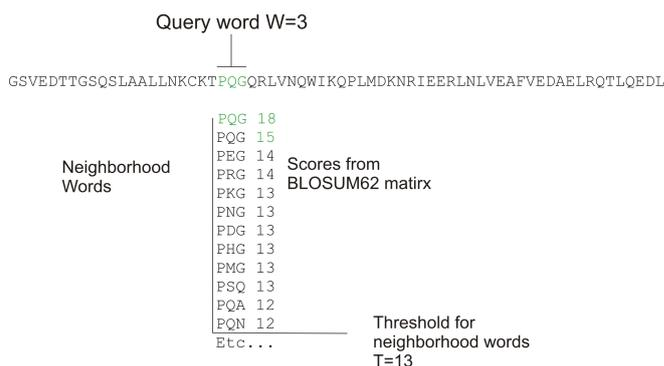 Query word W=3
GSVEDTTGSQSLAALLNKCKTPQGQRLVNQWIKQPLMDKNRIEERLNLVEAFVEDAELRQTLQEDL
PQG 18
PQG 15
PEG 14
PRG 14
PKG 13
PNG 13
PDG 13
PHG 13
PMG 13
PSQ 13
PQA 12
PQN 12
Etc...
Neighborhood
Words
Scores from
BLOSUM62 matirx
Threshold for
neighborhood words
T=13